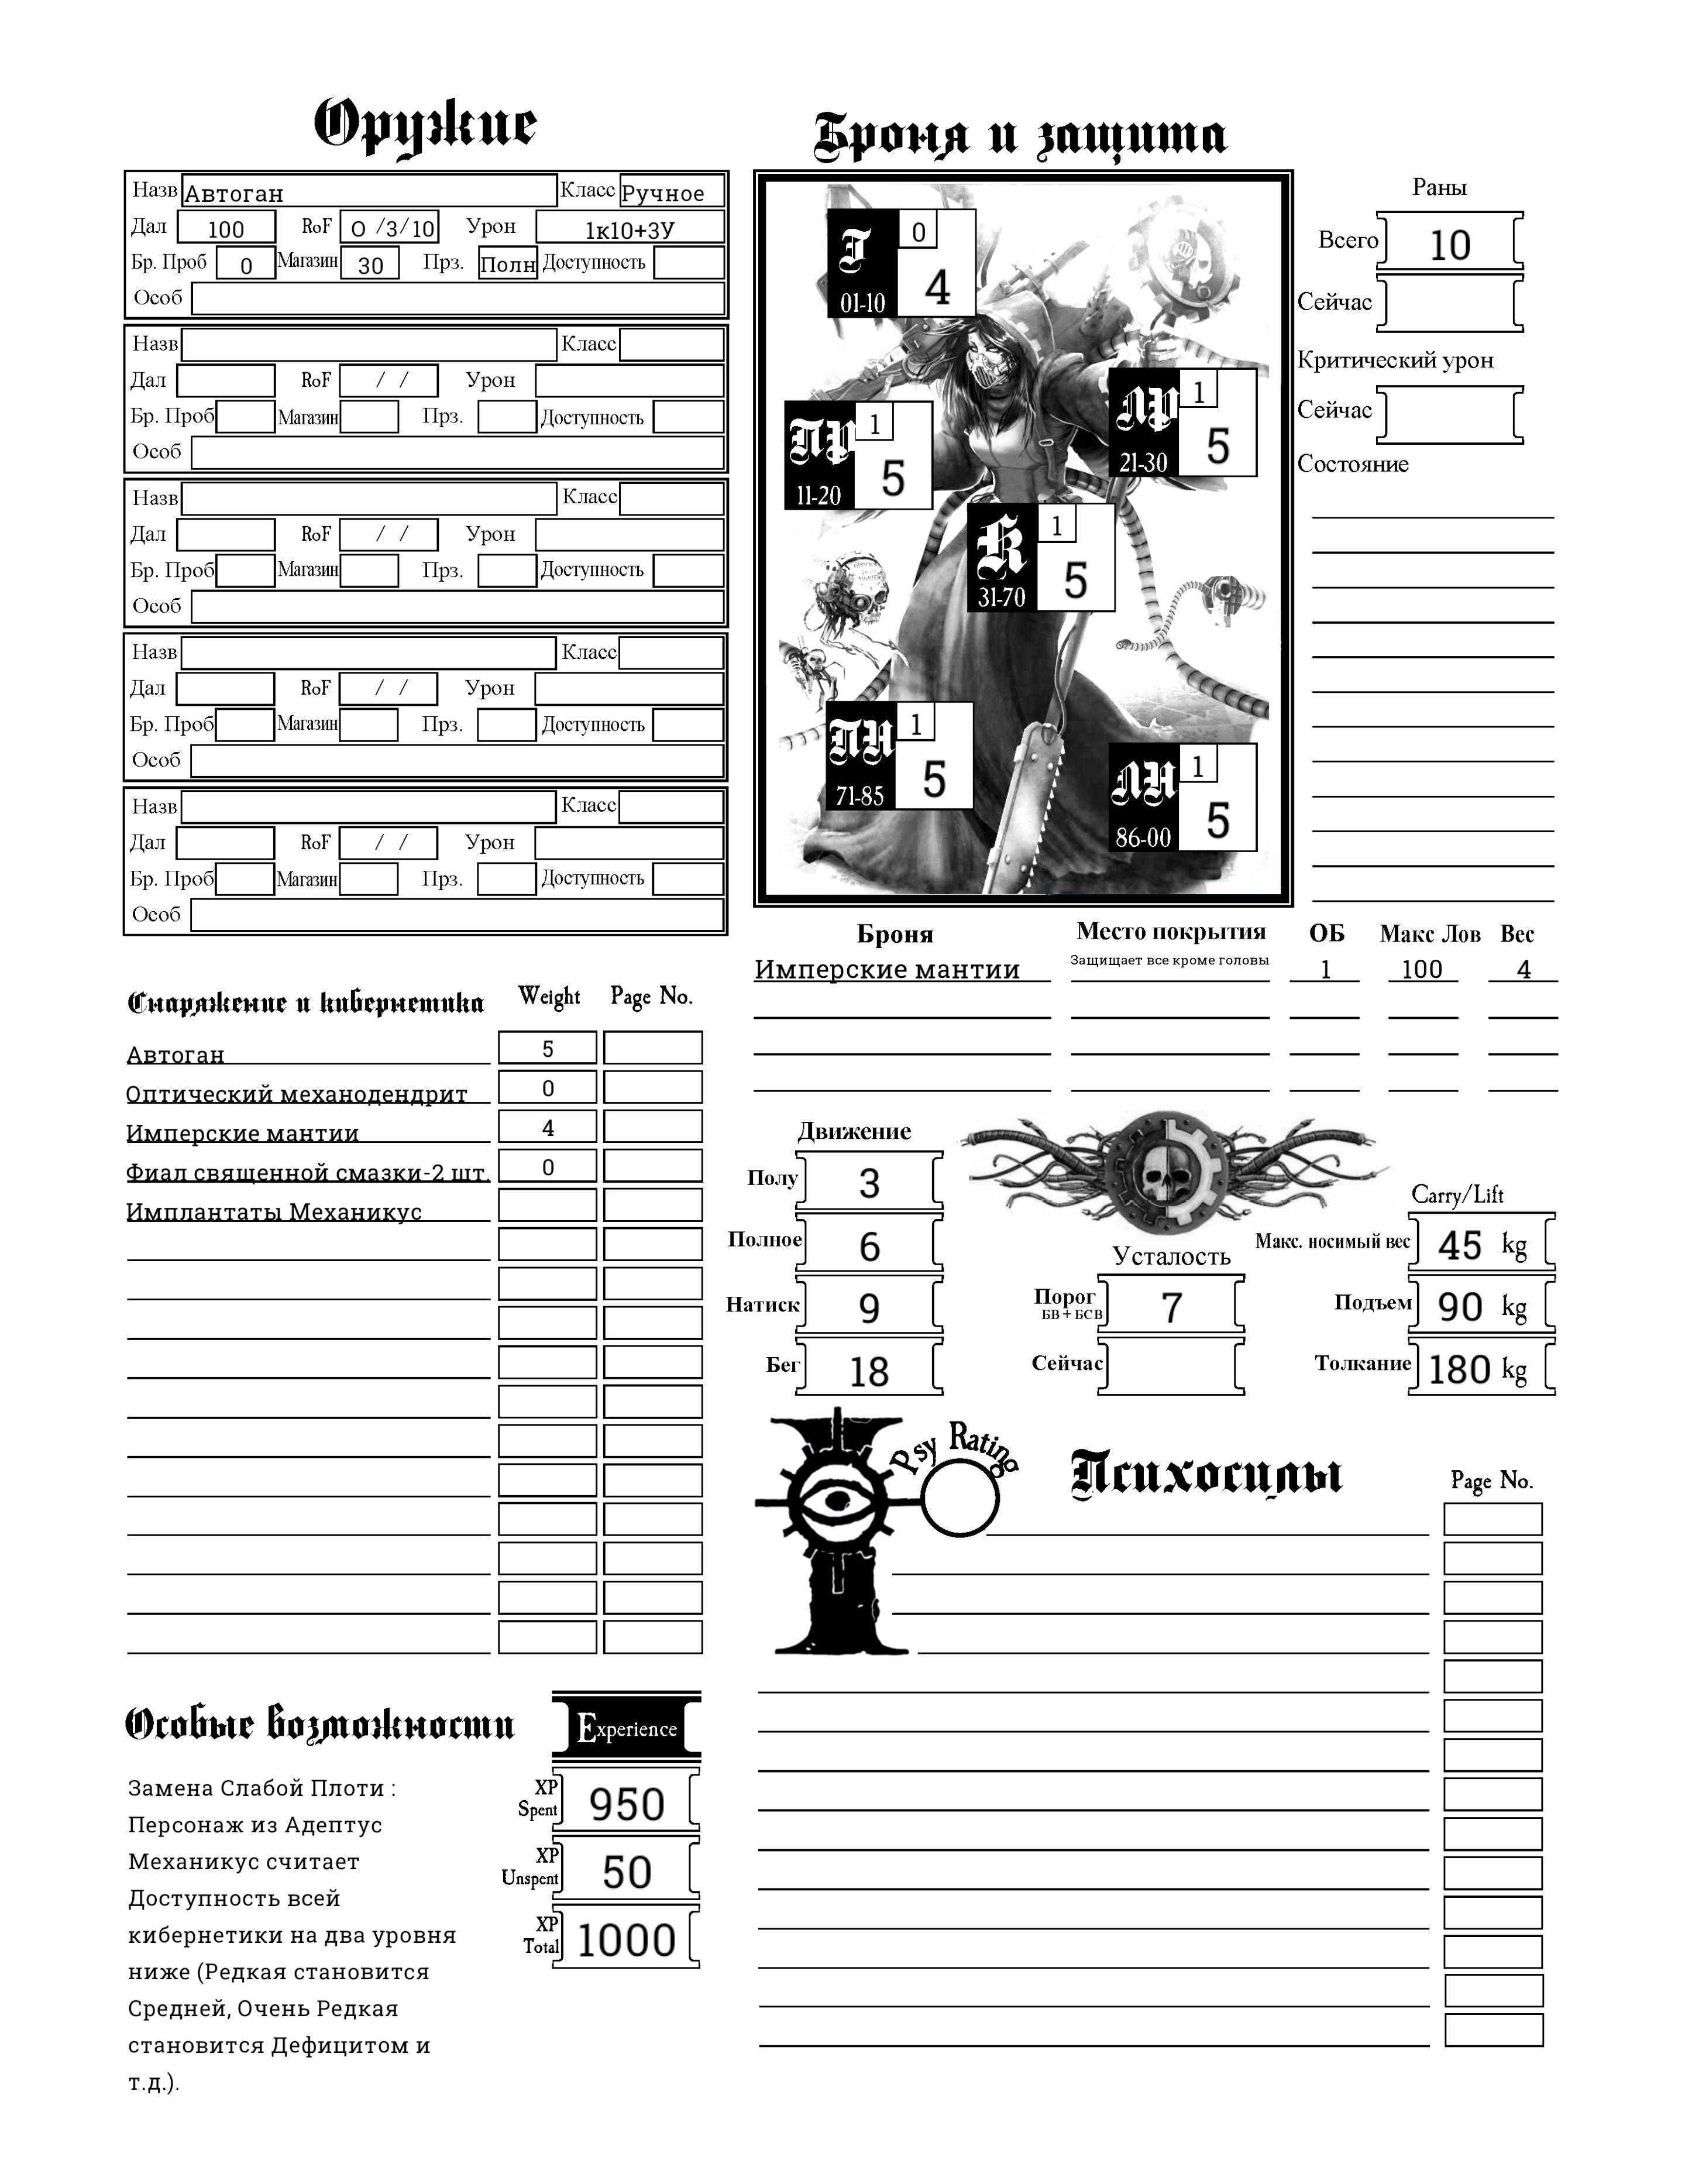 Оружие
Назв Автоган Класс Ручное
Дал 100 RoF 0 /3/10 Урон 1к10+3У
Бр. Проб 0 Магазин 30 Прз. Полн Доступность
Особ
Назв Класс
Дал RoF / / Урон
Бр. Проб Магазин Прз. Доступность
Особ
Назв Класс
Дал RoF / / Урон
Бр. Проб Магазин Прз. Доступность
Особ
Назв Класс
Дал RoF / / Урон
Бр. Проб Магазин Прз. Доступность
Особ
Назв Класс
Дал RoF / / Урон
Бр. Проб Магазин Прз. Доступность
Особ
Броня и защита
Г 0
01-10 4
ЛР 1
21-30 5
ПР 1
11-20 5
К 1
31-70 5
ПН 1
71-85 5
ЛН 1
86-00 5
Раны
Всего 10
Сейчас
Критический урон
Сейчас
Состояние
Броня Место покрытия ОБ Макс Лов Вес
Имперские мантии Защищает все кроме головы 1 100 4
Снаряжение и кибернетика Weight Page No.
Автоган 5
Оптический механодендрит 0
Имперские мантии 4
Фиал священной смазки-2 шт. 0
Имплантаты Механикус
Движение
Полу 3
Полное 6
Натиск 9
Бег 18
Усталость
Порог 7
БВ + БСВ
Сейчас
Carry/Lift
Макс. носимый вес 45 kg
Подъем 90 kg
Толкание 180 kg
Psy Rating
Психосилы Page No.
Особые возможности
Замена Слабой Плоти :
Персонаж из Адептус
Механикус считает
Доступность всей
кибернетики на два уровня
ниже (Редкая становится
Средней, Очень Редкая
становится Дефицитом и
т.д.).
Experience
XP
Spent 950
XP
Unspent 50
XP
Total 1000